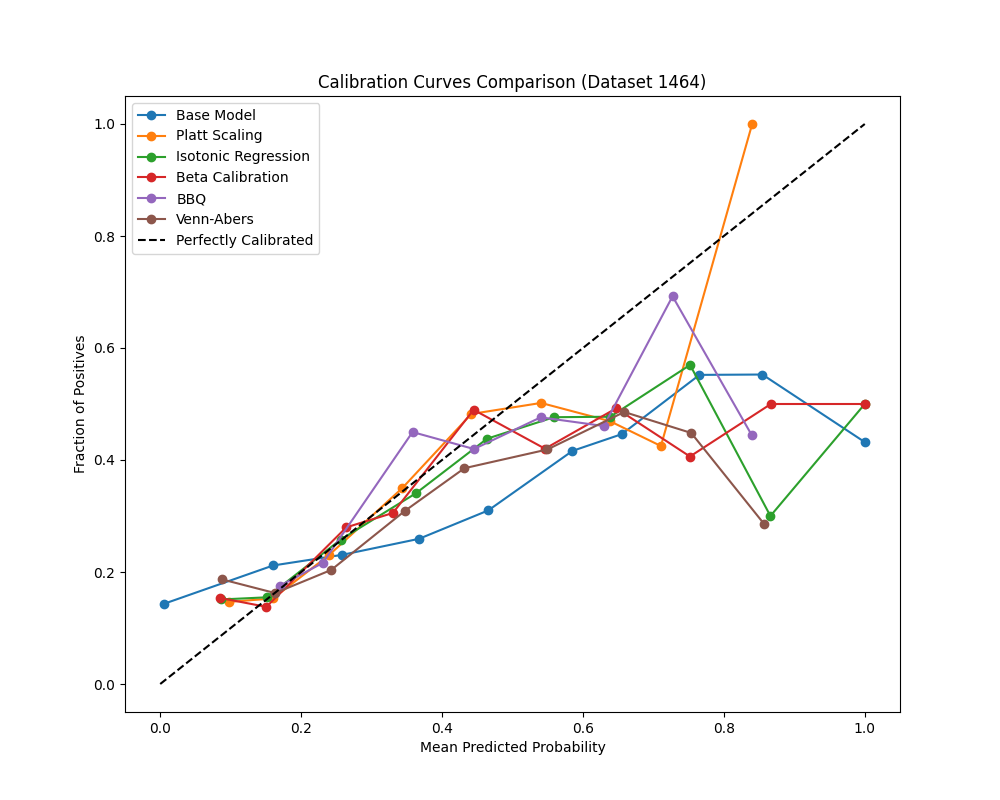 Calibration Curves Comparison (Dataset 1464)
Base Model
Platt Scaling
Isotonic Regression
Beta Calibration
BBQ
Venn-Abers
Perfectly Calibrated
Fraction of Positives
1.0
0.8
0.6
0.4
0.2
0.0
0.0 0.2 0.4 0.6 0.8 1.0
Mean Predicted Probability